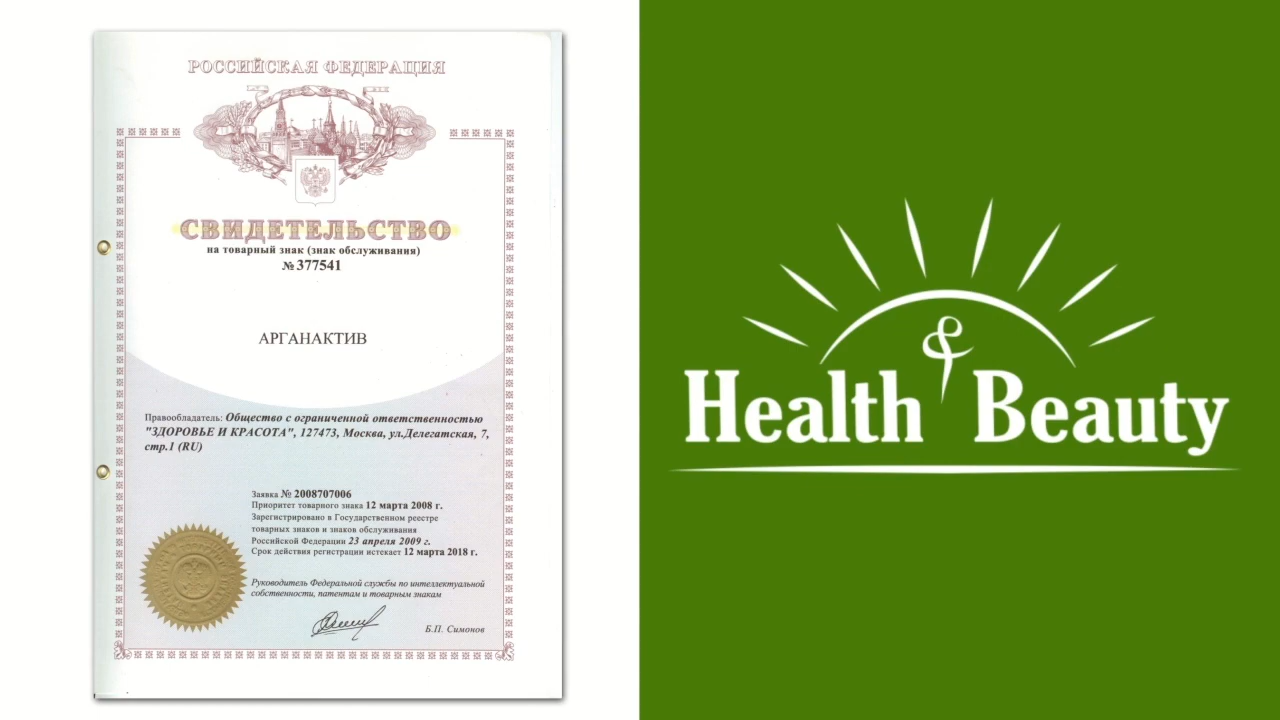 РОССИЙСКАЯ ФЕДЕРАЦИЯ
СВИДЕТЕЛЬСТВО
на товарный знак (знак обслуживания)
№ 377541
АРГАНАКТИВ
Правообладатель: Общество с ограниченной ответственностью
"ЗДОРОВЬЕ И КРАСОТА", 127473, Москва, ул.Делегатская, 7,
стр.1 (RU)
Заявка № 2008707006
Приоритет товарного знака 12 марта 2008 г.
Зарегистрировано в Государственном реестре
товарных знаков и знаков обслуживания
Российской Федерации 23 апреля 2009 г.
Срок действия регистрации истекает 12 марта 2018 г.
Руководитель Федеральной службы по интеллектуальной
собственности, патентам и товарным знакам
Б.П. Симонов
Health & Beauty